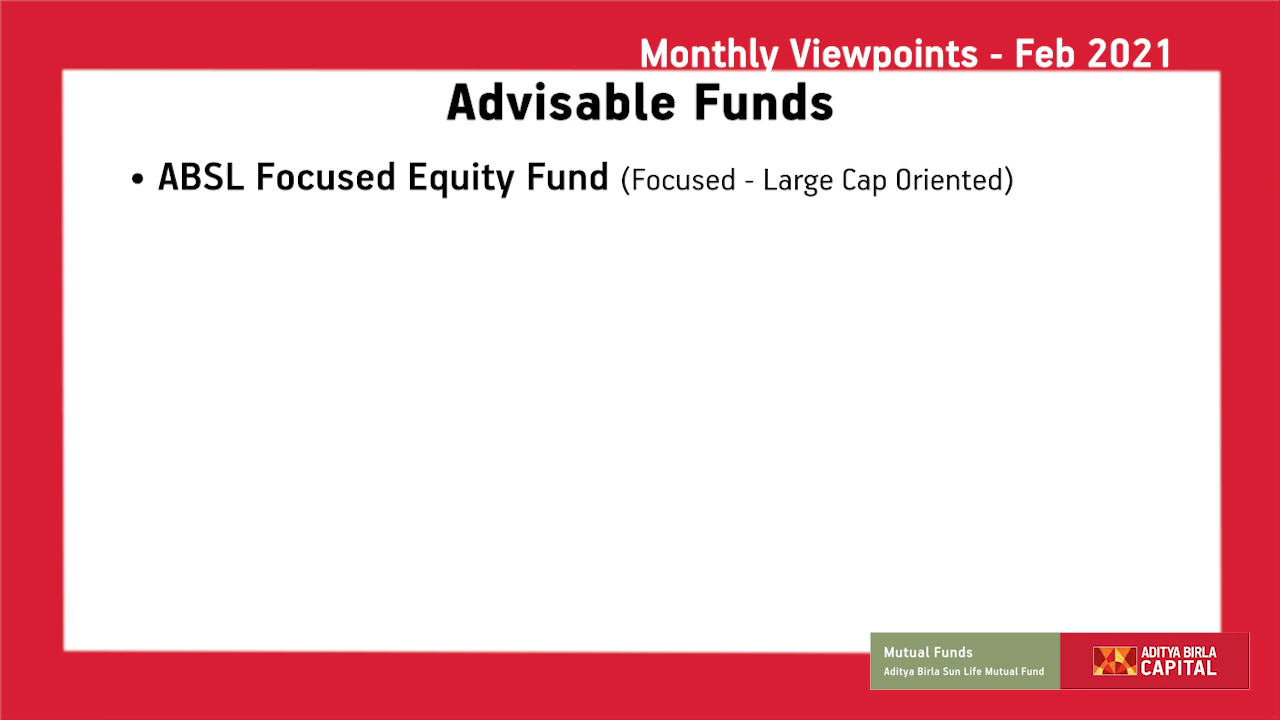 Monthly Viewpoints - Feb 2021
Advisable Funds
• ABSL Focused Equity Fund (Focused - Large Cap Oriented)
Mutual Funds
Aditya Birla Sun Life Mutual Fund
ADITYA BIRLA
CAPITAL